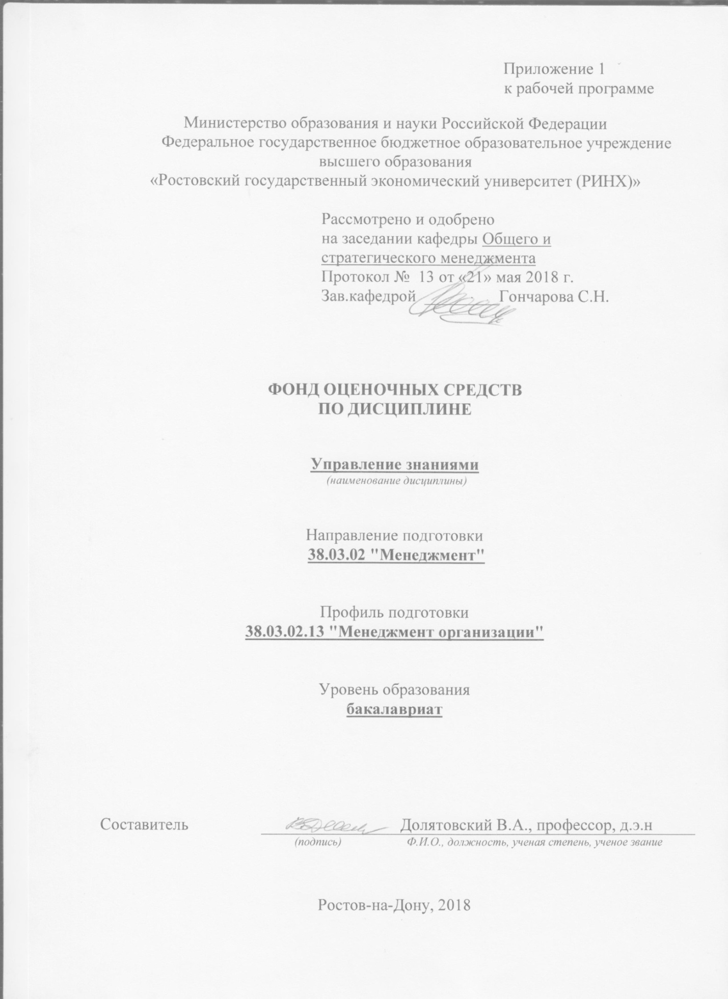 Приложение 1
к рабочей программе
Министерство образования и науки Российской Федерации
Федеральное государственное бюджетное образовательное учреждение
высшего образования
«Ростовский государственный экономический университет (РИНХ)»
Рассмотрено и одобрено
на заседании кафедры Общего и
стратегического менеджмента
Протокол № 13 от «21» мая 2018 г.
Зав.кафедрой Гончарова С.Н.
ФОНД ОЦЕНОЧНЫХ СРЕДСТВ
ПО ДИСЦИПЛИНЕ
Управление знаниями
(наименование дисциплины)
Направление подготовки
38.03.02 "Менеджмент"
Профиль подготовки
38.03.02.13 "Менеджмент организации"
Уровень образования
бакалавриат
Составитель Долятовский В.А., профессор, д.э.н
(подпись) Ф.И.О., должность, ученая степень, ученое звание
Ростов-на-Дону, 2018